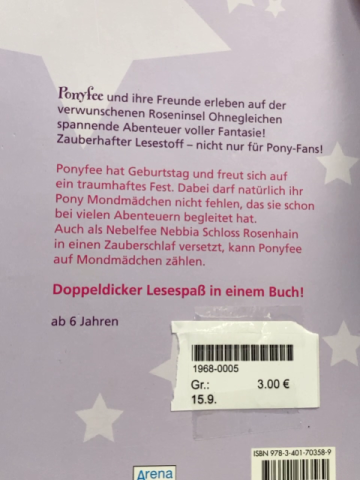 Ponyfee und ihre Freunde erleben auf der
verwunschenen Roseninsel Ohnegleichen
spannende Abenteuer voller Fantasie!
Zauberhafter Lesestoff – nicht nur für Pony-Fans!
Ponyfee hat Geburtstag und freut sich auf
ein traumhaftes Fest. Dabei darf natürlich ihr
Pony Mondmädchen nicht fehlen, das sie schon
bei vielen Abenteuern begleitet hat.
Auch als Nebelfee Nebbia Schloss Rosenhain
in einen Zauberschlaf versetzt, kann Ponyfee
auf Mondmädchen zählen.
Doppeldicker Lesespaß in einem Buch!
ab 6 Jahren
1968-0005
Gr.: 3.00 €
15.9.
ISBN 978-3-401-70358-9
Arena